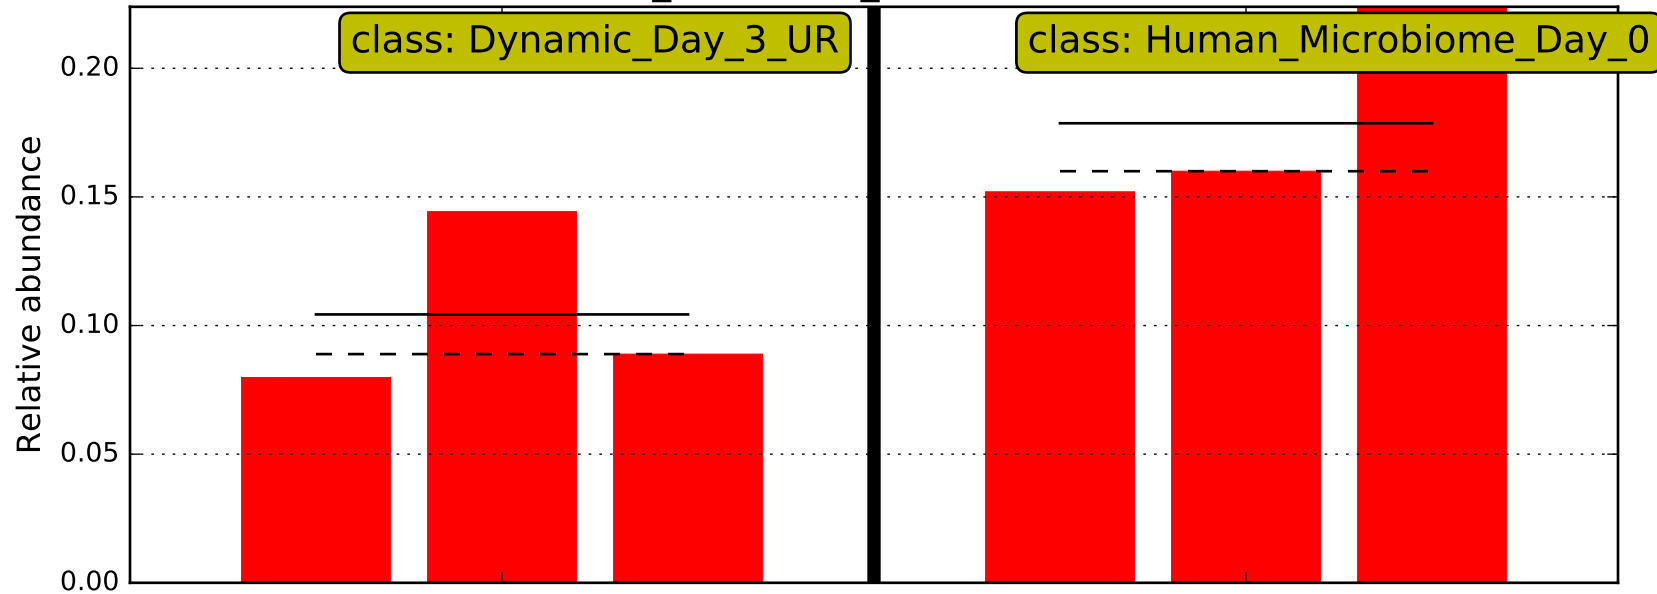 class: Dynamic_Day_3_UR
class: Human_Microbiome_Day_0
Relative abundance
0.20
0.15
0.10
0.05
0.00